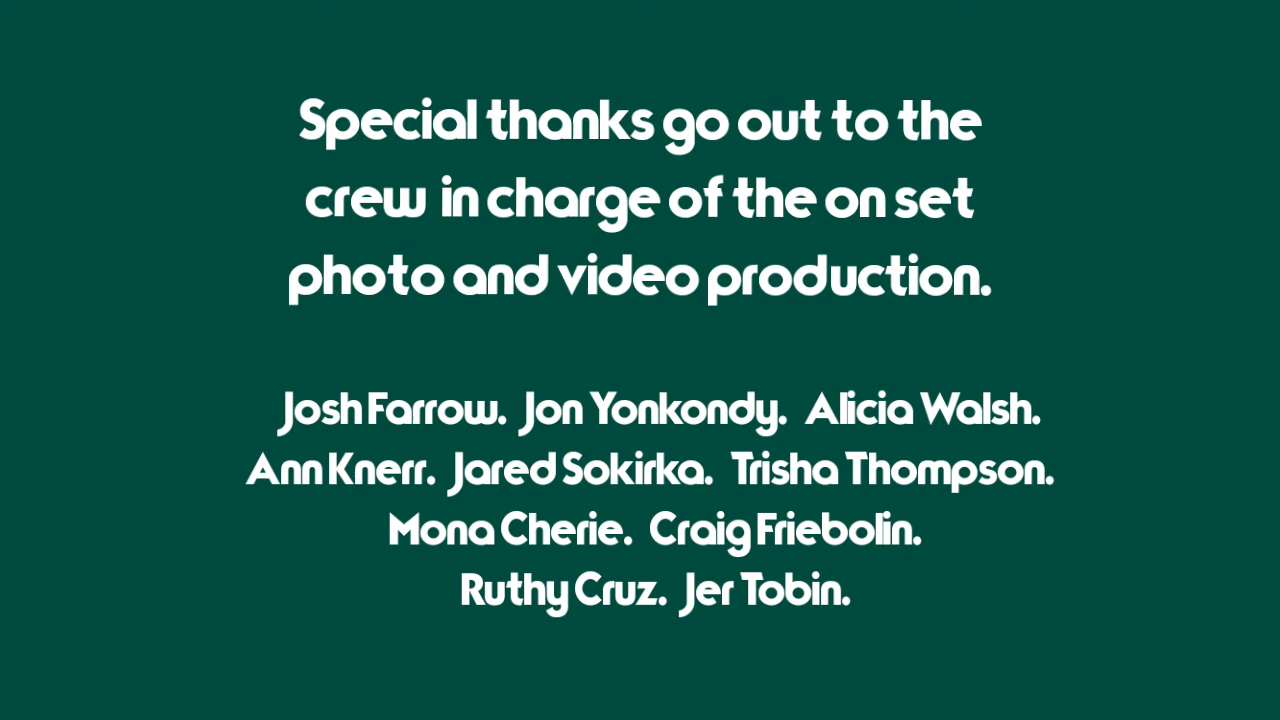 Special thanks go out to the
crew in charge of the on set
photo and video production.
Josh Farrow. Jon Yonkondy. Alicia Walsh.
Ann Knerr. Jared Sokirka. Trisha Thompson.
Mona Cherie. Craig Friebolin.
Ruthy Cruz. Jer Tobin.